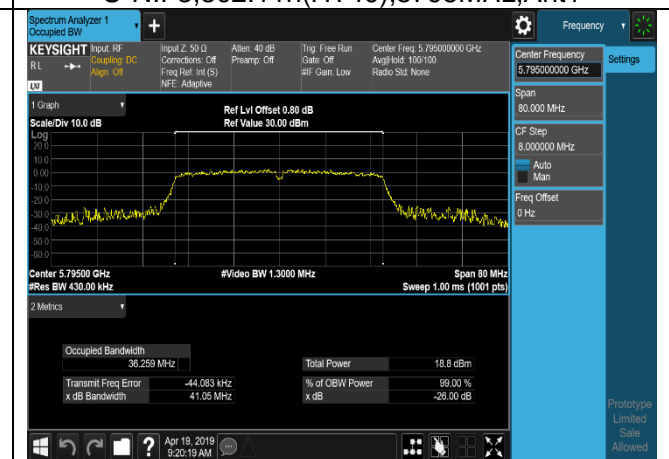 Spectrum Analyzer 1
Occupied BW
+
Frequency
KEYSIGHT
RL
LXI
Input: RF
Coupling: DC
Align: Off
Input Z: 50 Ω
Corrections: Off
Freq Ref: Int (S)
NFE: Adaptive
Atten: 40 dB
Preamp: Off
Trig: Free Run
Gate: Off
#IF Gain: Low
Center Freq: 5.795000000 GHz
Avg|Hold: 100/100
Radio Std: None
Center Frequency
5.795000000 GHz
Settings
Span
80.000 MHz
CF Step
8.000000 MHz
Auto
Man
Freq Offset
0 Hz
1 Graph
Scale/Div 10.0 dB
Ref Lvl Offset 0.80 dB
Ref Value 30.00 dBm
Log
20.0
10.0
0.00
-10.0
-20.0
-30.0
-40.0
-50.0
-60.0
Center 5.79500 GHz
#Video BW 1.3000 MHz
Span 80 MHz
#Res BW 430.00 kHz
Sweep 1.00 ms (1001 pts)
2 Metrics
Occupied Bandwidth
36.259 MHz
Total Power 18.8 dBm
Transmit Freq Error -44.083 kHz
% of OBW Power 99.00 %
x dB Bandwidth 41.05 MHz
x dB -26.00 dB
Prototype
Limited
Sale
Allowed
?
Apr 19, 2019
9:20:19 AM